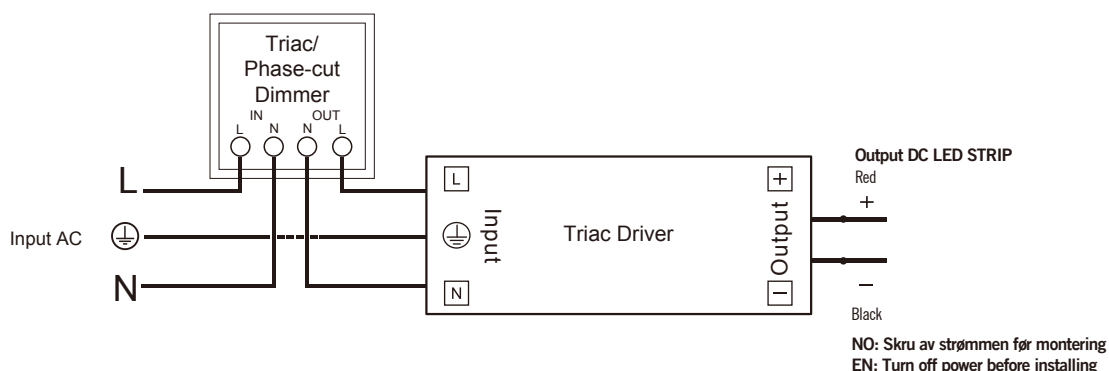 Triac/
Phase-cut
Dimmer
IN OUT
L N N L
L
Input AC
N
L
N
Input
Triac Driver
+
Output
−
Output DC LED STRIP
Red
+
−
Black
NO: Skru av strømmen før montering
EN: Turn off power before installing